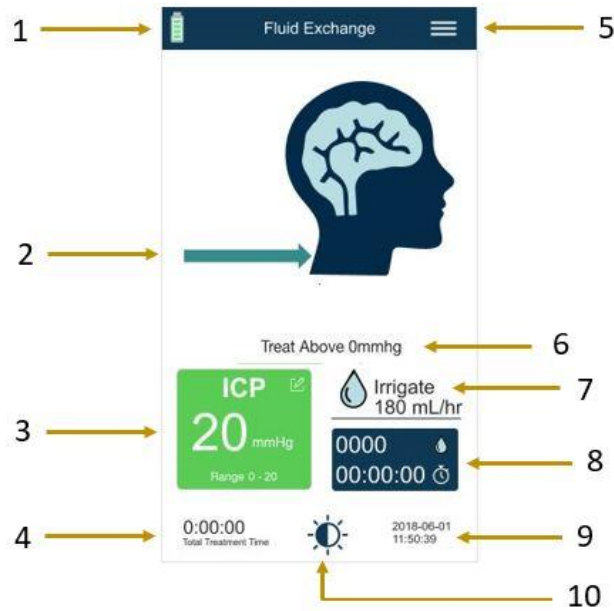 1
Fluid Exchange
5
2
Treat Above 0mmhg
6
ICP
Irrigate
180 mL/hr
7
3
20 mmHg
Range 0 - 20
0000
00:00:00
8
4
0:00:00
Total Treatment Time
2018-06-01
11:50:39
9
10